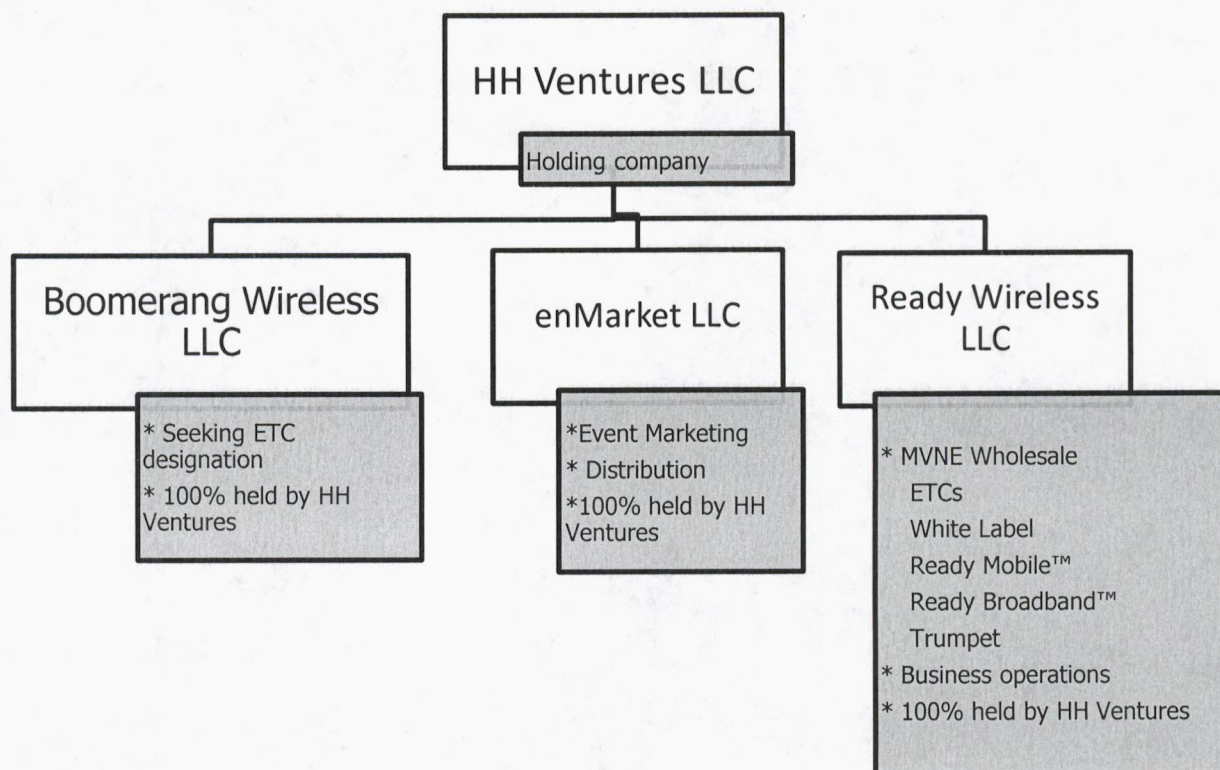 HH Ventures LLC
Holding company
Boomerang Wireless
LLC
* Seeking ETC
designation
* 100% held by HH
Ventures
enMarket LLC
*Event Marketing
* Distribution
*100% held by HH
Ventures
Ready Wireless
LLC
* MVNE Wholesale
ETCs
White Label
Ready Mobile™
Ready Broadband™
Trumpet
* Business operations
* 100% held by HH Ventures